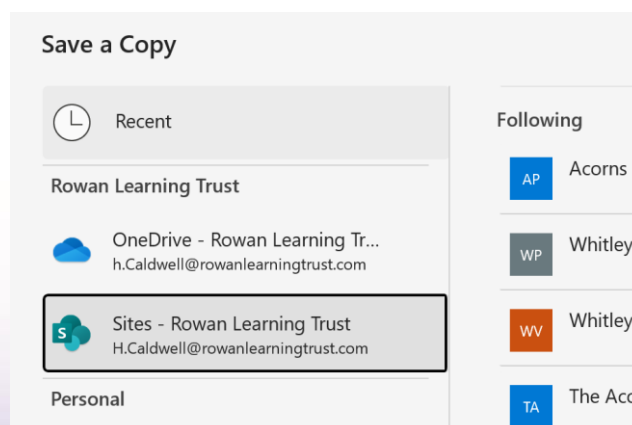 Save a Copy
Recent
Rowan Learning Trust
OneDrive - Rowan Learning Tr...
h.Caldwell@rowanlearningtrust.com
S
Sites - Rowan Learning Trust
H.Caldwell@rowanlearningtrust.com
Personal
Following
AP
Acorns
WP
Whitley
WV
Whitley
TA
The Aco